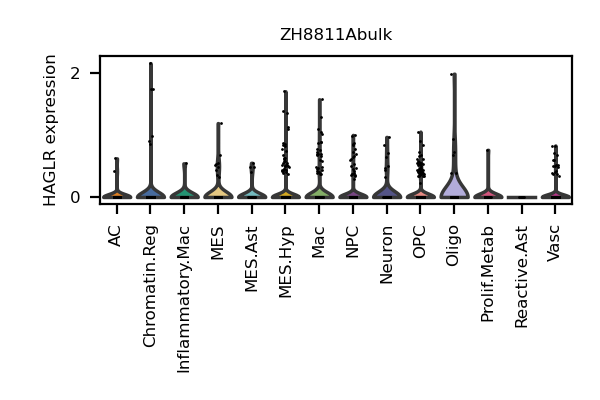 ZH8811Abulk
HAGLR expression
2
0
AC
Chromatin.Reg
Inflammatory.Mac
MES
MES.Ast
MES.Hyp
Mac
NPC
Neuron
OPC
Oligo
Prolif.Metab
Reactive.Ast
Vasc